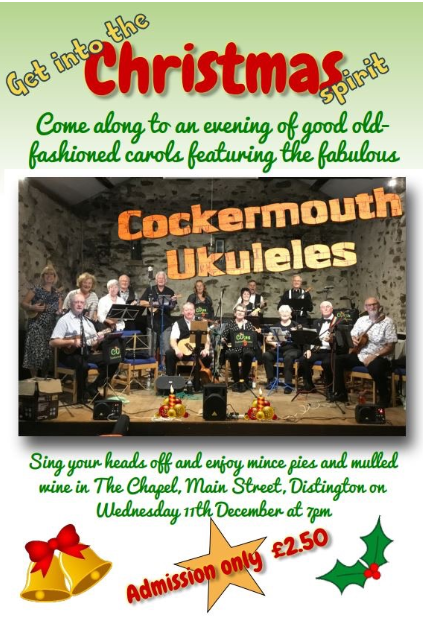 Get into the
Christmas
spirit
Come along to an evening of good old-
fashioned carols featuring the fabulous
Cockermouth
Ukuleles
Sing your heads off and enjoy mince pies and mulled
wine in The Chapel, Main Street, Distington on
Wednesday 11th December at 7pm
Admission only £2.50